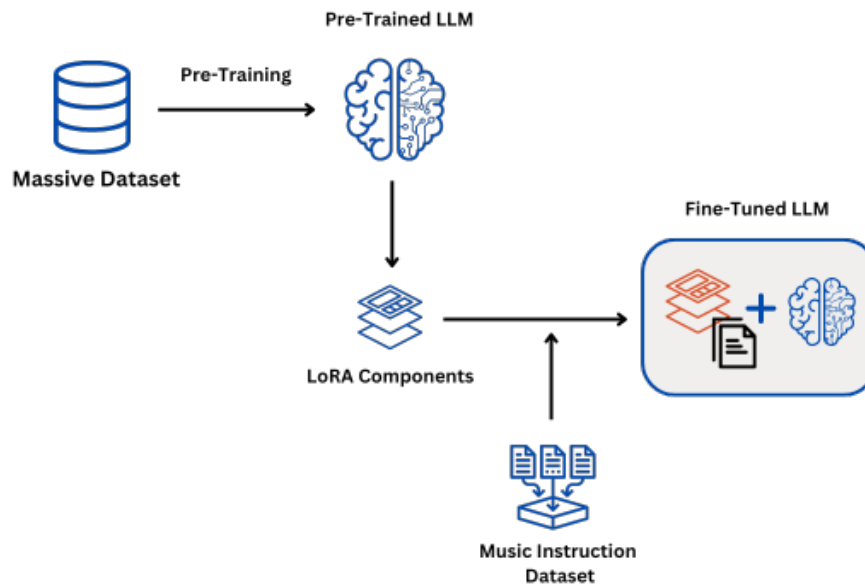 Pre-Trained LLM
Pre-Training
Massive Dataset
Fine-Tuned LLM
LoRA Components
Music Instruction
Dataset